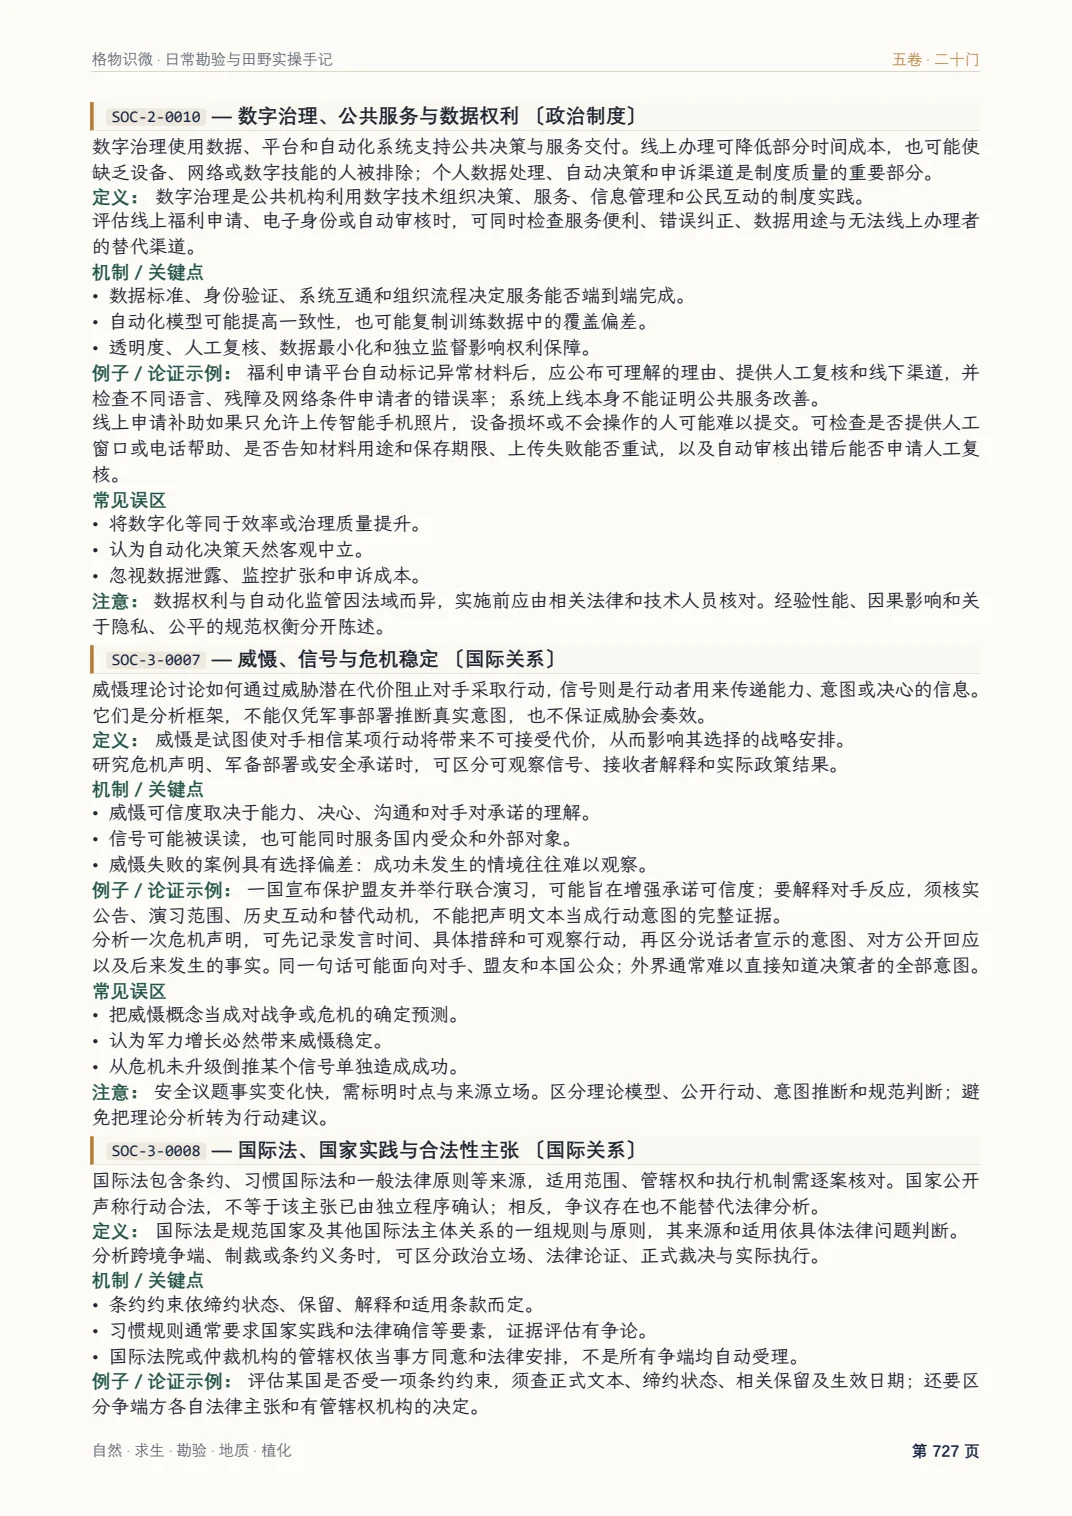 格物识微 · 日常勘验与田野实操手记
五卷 · 二十门
SOC-2-0010 — 数字治理、公共服务与数据权利 〔政治制度〕
数字治理使用数据、平台和自动化系统支持公共决策与服务交付。线上办理可降低部分时间成本，也可能使
缺乏设备、网络或数字技能的人被排除；个人数据处理、自动决策和申诉渠道是制度质量的重要部分。
定义： 数字治理是公共机构利用数字技术组织决策、服务、信息管理和公民互动的制度实践。
评估线上福利申请、电子身份或自动审核时，可同时检查服务便利、错误纠正、数据用途与无法线上办理者
的替代渠道。
机制 / 关键点
• 数据标准、身份验证、系统互通和组织流程决定服务能否端到端完成。
• 自动化模型可能提高一致性，也可能复制训练数据中的覆盖偏差。
• 透明度、人工复核、数据最小化和独立监督影响权利保障。
例子 / 论证示例： 福利申请平台自动标记异常材料后，应公布可理解的理由、提供人工复核和线下渠道，并
检查不同语言、残障及网络条件申请者的错误率；系统上线本身不能证明公共服务改善。
线上申请补助如果只允许上传智能手机照片，设备损坏或不会操作的人可能难以提交。可检查是否提供人工
窗口或电话帮助、是否告知材料用途和保存期限、上传失败能否重试，以及自动审核出错后能否申请人工复
核。
常见误区
• 将数字化等同于效率或治理质量提升。
• 认为自动化决策天然客观中立。
• 忽视数据泄露、监控扩张和申诉成本。
注意： 数据权利与自动化监管因法域而异，实施前应由相关法律和技术人员核对。经验性能、因果影响和关
于隐私、公平的规范权衡分开陈述。
SOC-3-0007 — 威慑、信号与危机稳定 〔国际关系〕
威慑理论讨论如何通过威胁潜在代价阻止对手采取行动，信号则是行动者用来传递能力、意图或决心的信息。
它们是分析框架，不能仅凭军事部署推断真实意图，也不保证威胁会奏效。
定义： 威慑是试图使对手相信某项行动将带来不可接受代价，从而影响其选择的战略安排。
研究危机声明、军备部署或安全承诺时，可区分可观察信号、接收者解释和实际政策结果。
机制 / 关键点
• 威慑可信度取决于能力、决心、沟通和对手对承诺的理解。
• 信号可能被误读，也可能同时服务国内受众和外部对象。
• 威慑失败的案例具有选择偏差：成功未发生的情境往往难以观察。
例子 / 论证示例： 一国宣布保护盟友并举行联合演习，可能旨在增强承诺可信度；要解释对手反应，须核实
公告、演习范围、历史互动和替代动机，不能把声明文本当成行动意图的完整证据。
分析一次危机声明，可先记录发言时间、具体措辞和可观察行动，再区分说话者宣示的意图、对方公开回应
以及后来发生的事实。同一句话可能面向对手、盟友和本国公众；外界通常难以直接知道决策者的全部意图。
常见误区
• 把威慑概念当成对战争或危机的确定预测。
• 认为军力增长必然带来威慑稳定。
• 从危机未升级倒推某个信号单独造成成功。
注意： 安全议题事实变化快，需标明时点与来源立场。区分理论模型、公开行动、意图推断和规范判断；避
免把理论分析转为行动建议。
SOC-3-0008 — 国际法、国家实践与合法性主张 〔国际关系〕
国际法包含条约、习惯国际法和一般法律原则等来源，适用范围、管辖权和执行机制需逐案核对。国家公开
声称行动合法，不等于该主张已由独立程序确认；相反，争议存在也不能替代法律分析。
定义： 国际法是规范国家及其他国际法主体关系的一组规则与原则，其来源和适用依具体法律问题判断。
分析跨境争端、制裁或条约义务时，可区分政治立场、法律论证、正式裁决与实际执行。
机制 / 关键点
• 条约约束依缔约状态、保留、解释和适用条款而定。
• 习惯规则通常要求国家实践和法律确信等要素，证据评估有争论。
• 国际法院或仲裁机构的管辖权依当事方同意和法律安排，不是所有争端均自动受理。
例子 / 论证示例： 评估某国是否受一项条约约束，须查正式文本、缔约状态、相关保留及生效日期；还要区
分争端方各自法律主张和有管辖权机构的决定。
自然 · 求生 · 勘验 · 地质 · 植化
第 727 页